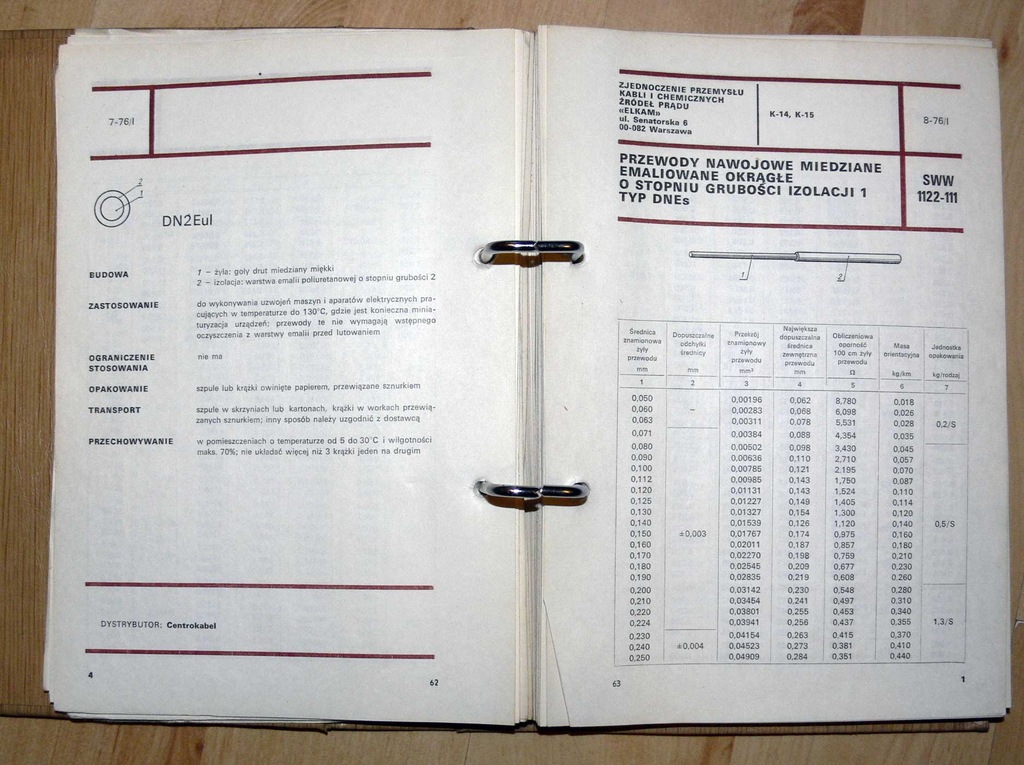 7-76/I
2
1
DN2Eul
BUDOWA
1 – żyła: goły drut miedziany miękki
2 – izolacja: warstwa emalii poliuretanowej o stopniu grubości 2
ZASTOSOWANIE
do wykonywania uzwojeń maszyn i aparatów elektrycznych pra-
cujących w temperaturze do 130°C, gdzie jest konieczna minia-
turyzacja urządzeń; przewody te nie wymagają wstępnego
oczyszczenia z warstwy emalii przed lutowaniem
OGRANICZENIE
STOSOWANIA
nie ma
OPAKOWANIE
szpule lub krążki owinięte papierem, przewiązane sznurkiem
TRANSPORT
szpule w skrzyniach lub kartonach, krążki w workach przewią-
zanych sznurkiem; inny sposób należy uzgodnić z dostawcą
PRZECHOWYWANIE
w pomieszczeniach o temperaturze od 5 do 30°C i wilgotności
maks. 70%; nie układać więcej niż 3 krążki jeden na drugim
DYSTRYBUTOR: Centrokabel
4
62
ZJEDNOCZENIE PRZEMYSŁU
KABLI I CHEMICZNYCH
ŹRÓDEŁ PRĄDU
«ELKAM»
ul. Senatorska 6
00-082 Warszawa
K-14, K-15
8-76/I
PRZEWODY NAWOJOWE MIEDZIANE
EMALIOWANE OKRĄGŁE
O STOPNIU GRUBOŚCI IZOLACJI 1
TYP DNEs
SWW
1122-111
1
2
Średnica znamionowa żyły przewodu mm
Dopuszczalne odchyłki średnicy mm
Przekrój znamionowy żyły przewodu mm²
Największa dopuszczalna średnica zewnętrzna przewodu mm
Obliczeniowa oporność 100 cm żyły przewodu Ω
Masa orientacyjna kg/km
Jednostka opakowania kg/rodzaj
1 2 3 4 5 6 7
0,050 0,00196 0,062 8,780 0,018
0,060 – 0,00283 0,068 6,098 0,026
0,063 0,00311 0,078 5,531 0,028 0,2/S
0,071 0,00384 0,088 4,354 0,035
0,080 0,00502 0,098 3,430 0,045
0,090 0,00636 0,110 2,710 0,057
0,100 0,00785 0,121 2.195 0,070
0,112 0,00985 0,143 1,750 0,087
0,120 0,01131 0,143 1,524 0,110
0,125 0,01227 0,149 1,405 0,114
0,130 0,01327 0,154 1,300 0,120
0,140 0,01539 0,126 1,120 0,140 0,5/S
0,150 ±0,003 0,01767 0,174 0,975 0,160
0,160 0,02011 0,187 0,857 0,180
0,170 0,02270 0,198 0,759 0,210
0,180 0,02545 0,209 0,677 0,230
0,190 0,02835 0,219 0,608 0.260
0,200 0,03142 0,230 0,548 0,280
0,210 0,03454 0,241 0,497 0,310
0,220 0,03801 0,255 0,453 0,340
0,224 0,03941 0,256 0,437 0,355 1,3/S
0,230 0,04154 0,263 0,415 0,370
0,240 ±0,004 0,04523 0,273 0.381 0,410
0,250 0,04909 0,284 0.351 0,440
63
1